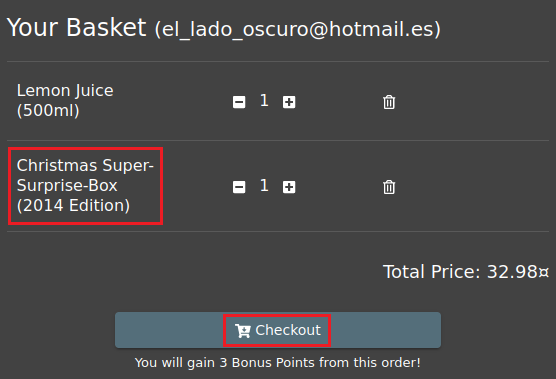 Your Basket (el_lado_oscuro@hotmail.es)
Lemon Juice
(500ml)
1
Christmas Super-
Surprise-Box
(2014 Edition)
1
Total Price: 32.98¤
Checkout
You will gain 3 Bonus Points from this order!